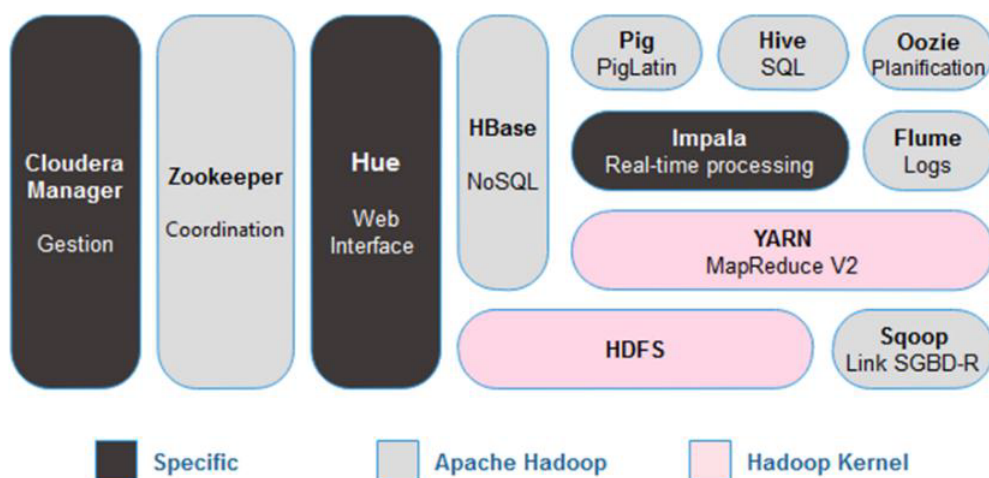 Cloudera
Manager
Gestion
Zookeeper
Coordination
Hue
Web
Interface
HBase
NoSQL
Pig
PigLatin
Hive
SQL
Oozie
Planification
Impala
Real-time processing
Flume
Logs
YARN
MapReduce V2
HDFS
Sqoop
Link SGBD-R
Specific
Apache Hadoop
Hadoop Kernel